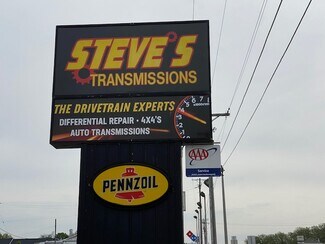 STEVE'S
TRANSMISSIONS
THE DRIVETRAIN EXPERTS
DIFFERENTIAL REPAIR • 4X4'S
AUTO TRANSMISSIONS
AAA
PENNZOIL